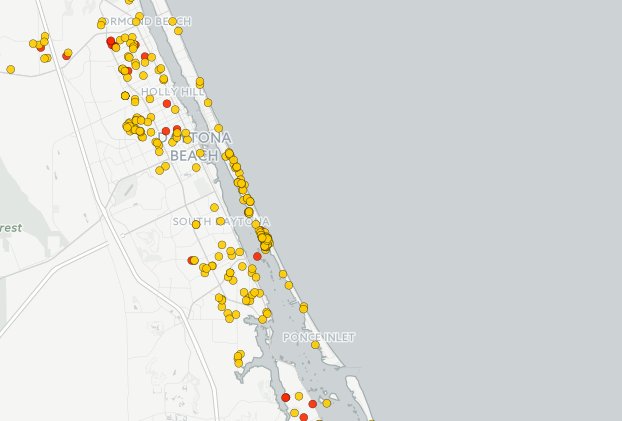 ORMOND BEACH
HOLLY HILL
DAYTONA
BEACH
rest
SOUTH DAYTONA
PONCE INLET